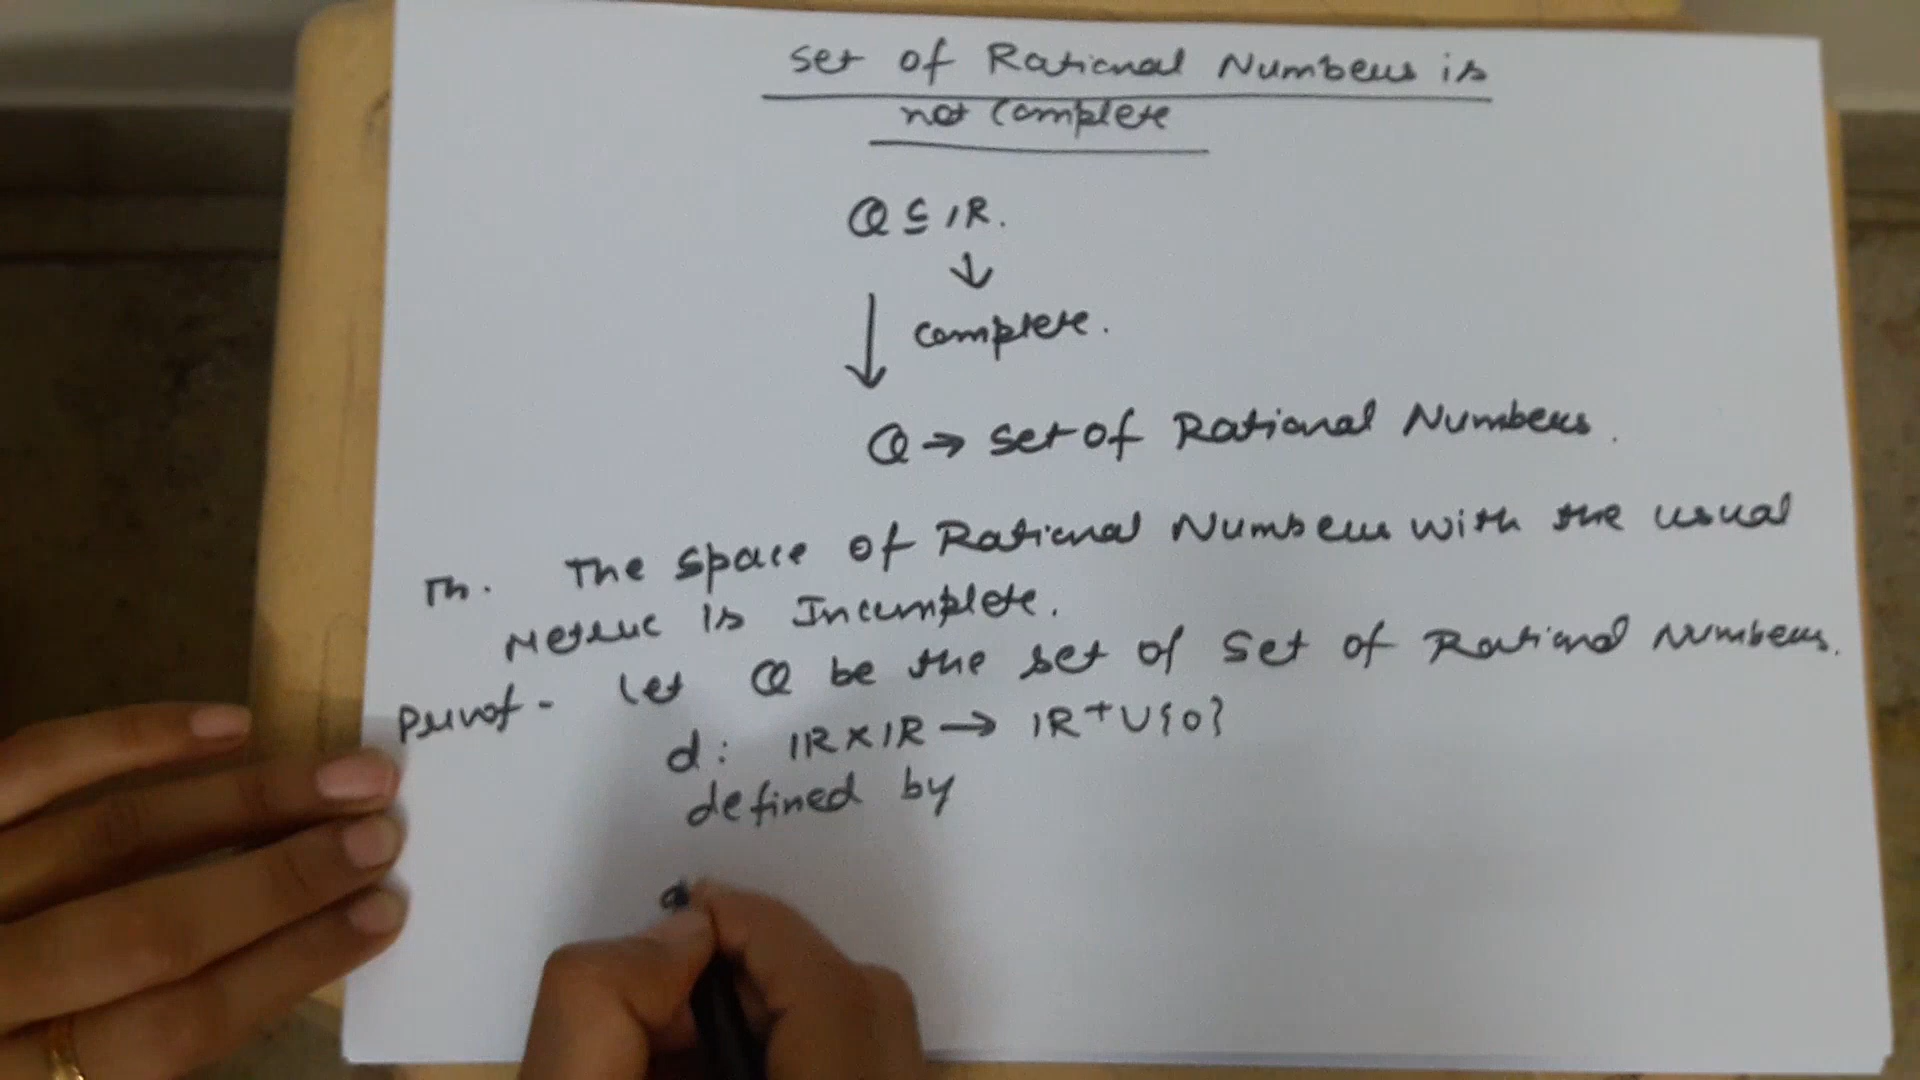 Set of Rational Numbers is
not Complete
Q ⊆ IR.
↓
↓ Complete.
Q → Set of Rational Numbers.
Th. The Space of Rational Numbers with the usual
Metric is Incomplete.
Proof - Let Q be the set of Set of Rational Numbers.
d: IR × IR → IR⁺ ∪ {0}
defined by
d